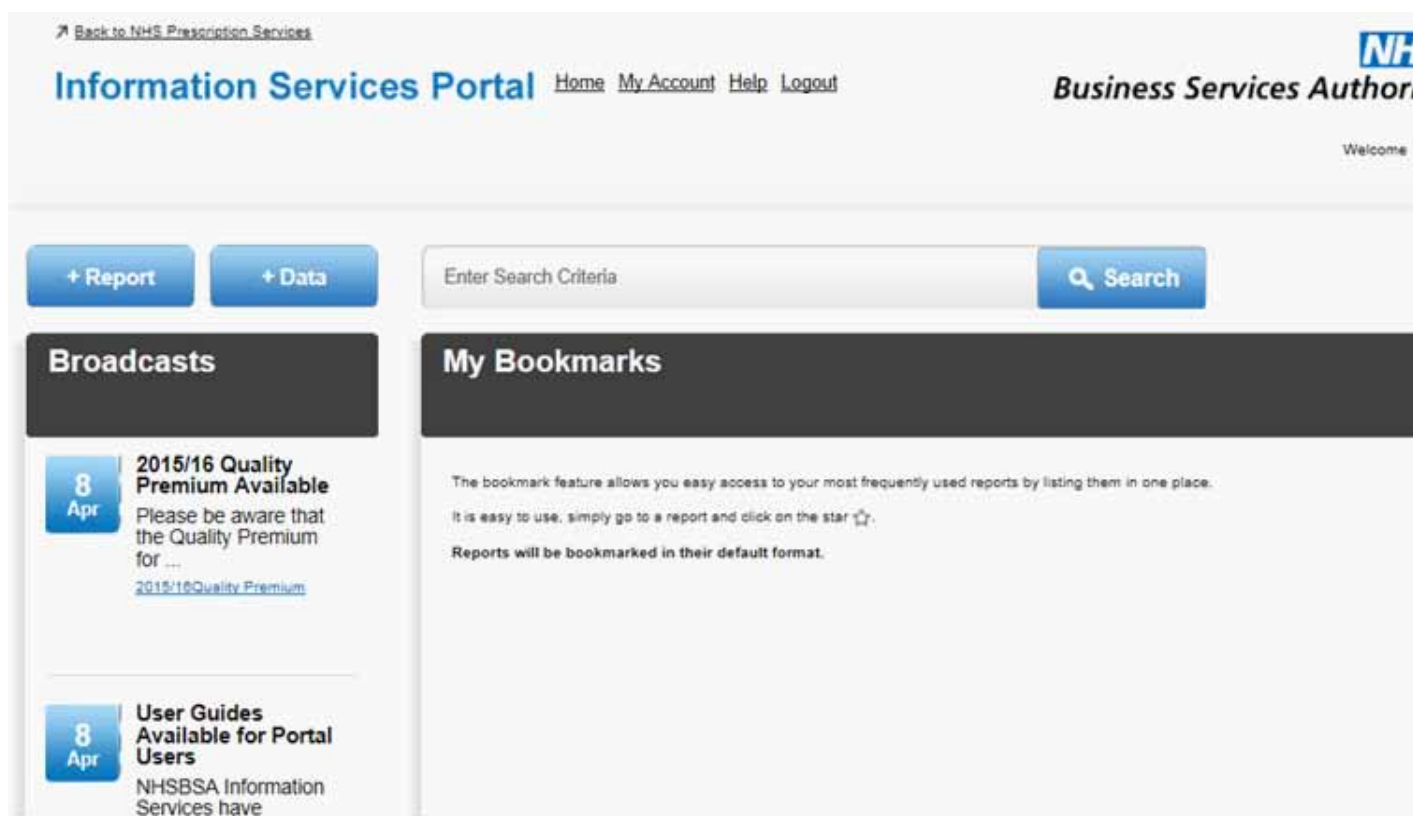 Back to NHS Prescription Services
Information Services Portal Home My Account Help Logout
NH
Business Services Author
Welcome
+ Report
+ Data
Enter Search Criteria
Search
Broadcasts
8
Apr
2015/16 Quality
Premium Available
Please be aware that
the Quality Premium
for ...
2015/16Quality Premium
8
Apr
User Guides
Available for Portal
Users
NHSBSA Information
Services have
My Bookmarks
The bookmark feature allows you easy access to your most frequently used reports by listing them in one place.
It is easy to use, simply go to a report and click on the star ☆.
Reports will be bookmarked in their default format.